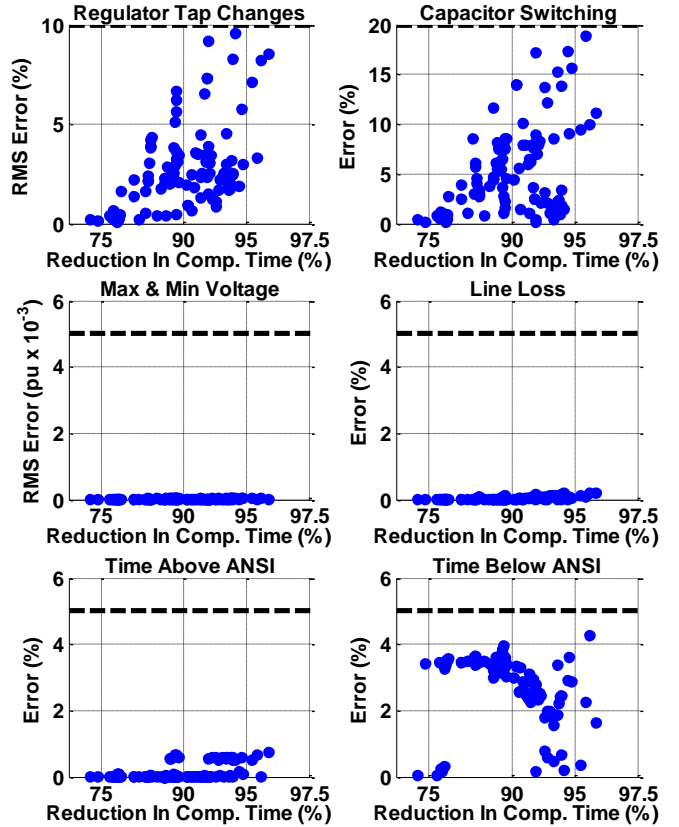 Regulator Tap Changes
10
5
0
RMS Error (%)
75 90 95 97.5
Reduction In Comp. Time (%)
Capacitor Switching
20
15
10
5
0
Error (%)
75 90 95 97.5
Reduction In Comp. Time (%)
Max & Min Voltage
6
4
2
0
RMS Error (pu x 10-3)
75 90 95 97.5
Reduction In Comp. Time (%)
Line Loss
6
4
2
0
Error (%)
75 90 95 97.5
Reduction In Comp. Time (%)
Time Above ANSI
6
4
2
0
Error (%)
75 90 95 97.5
Reduction In Comp. Time (%)
Time Below ANSI
6
4
2
0
Error (%)
75 90 95 97.5
Reduction In Comp. Time (%)